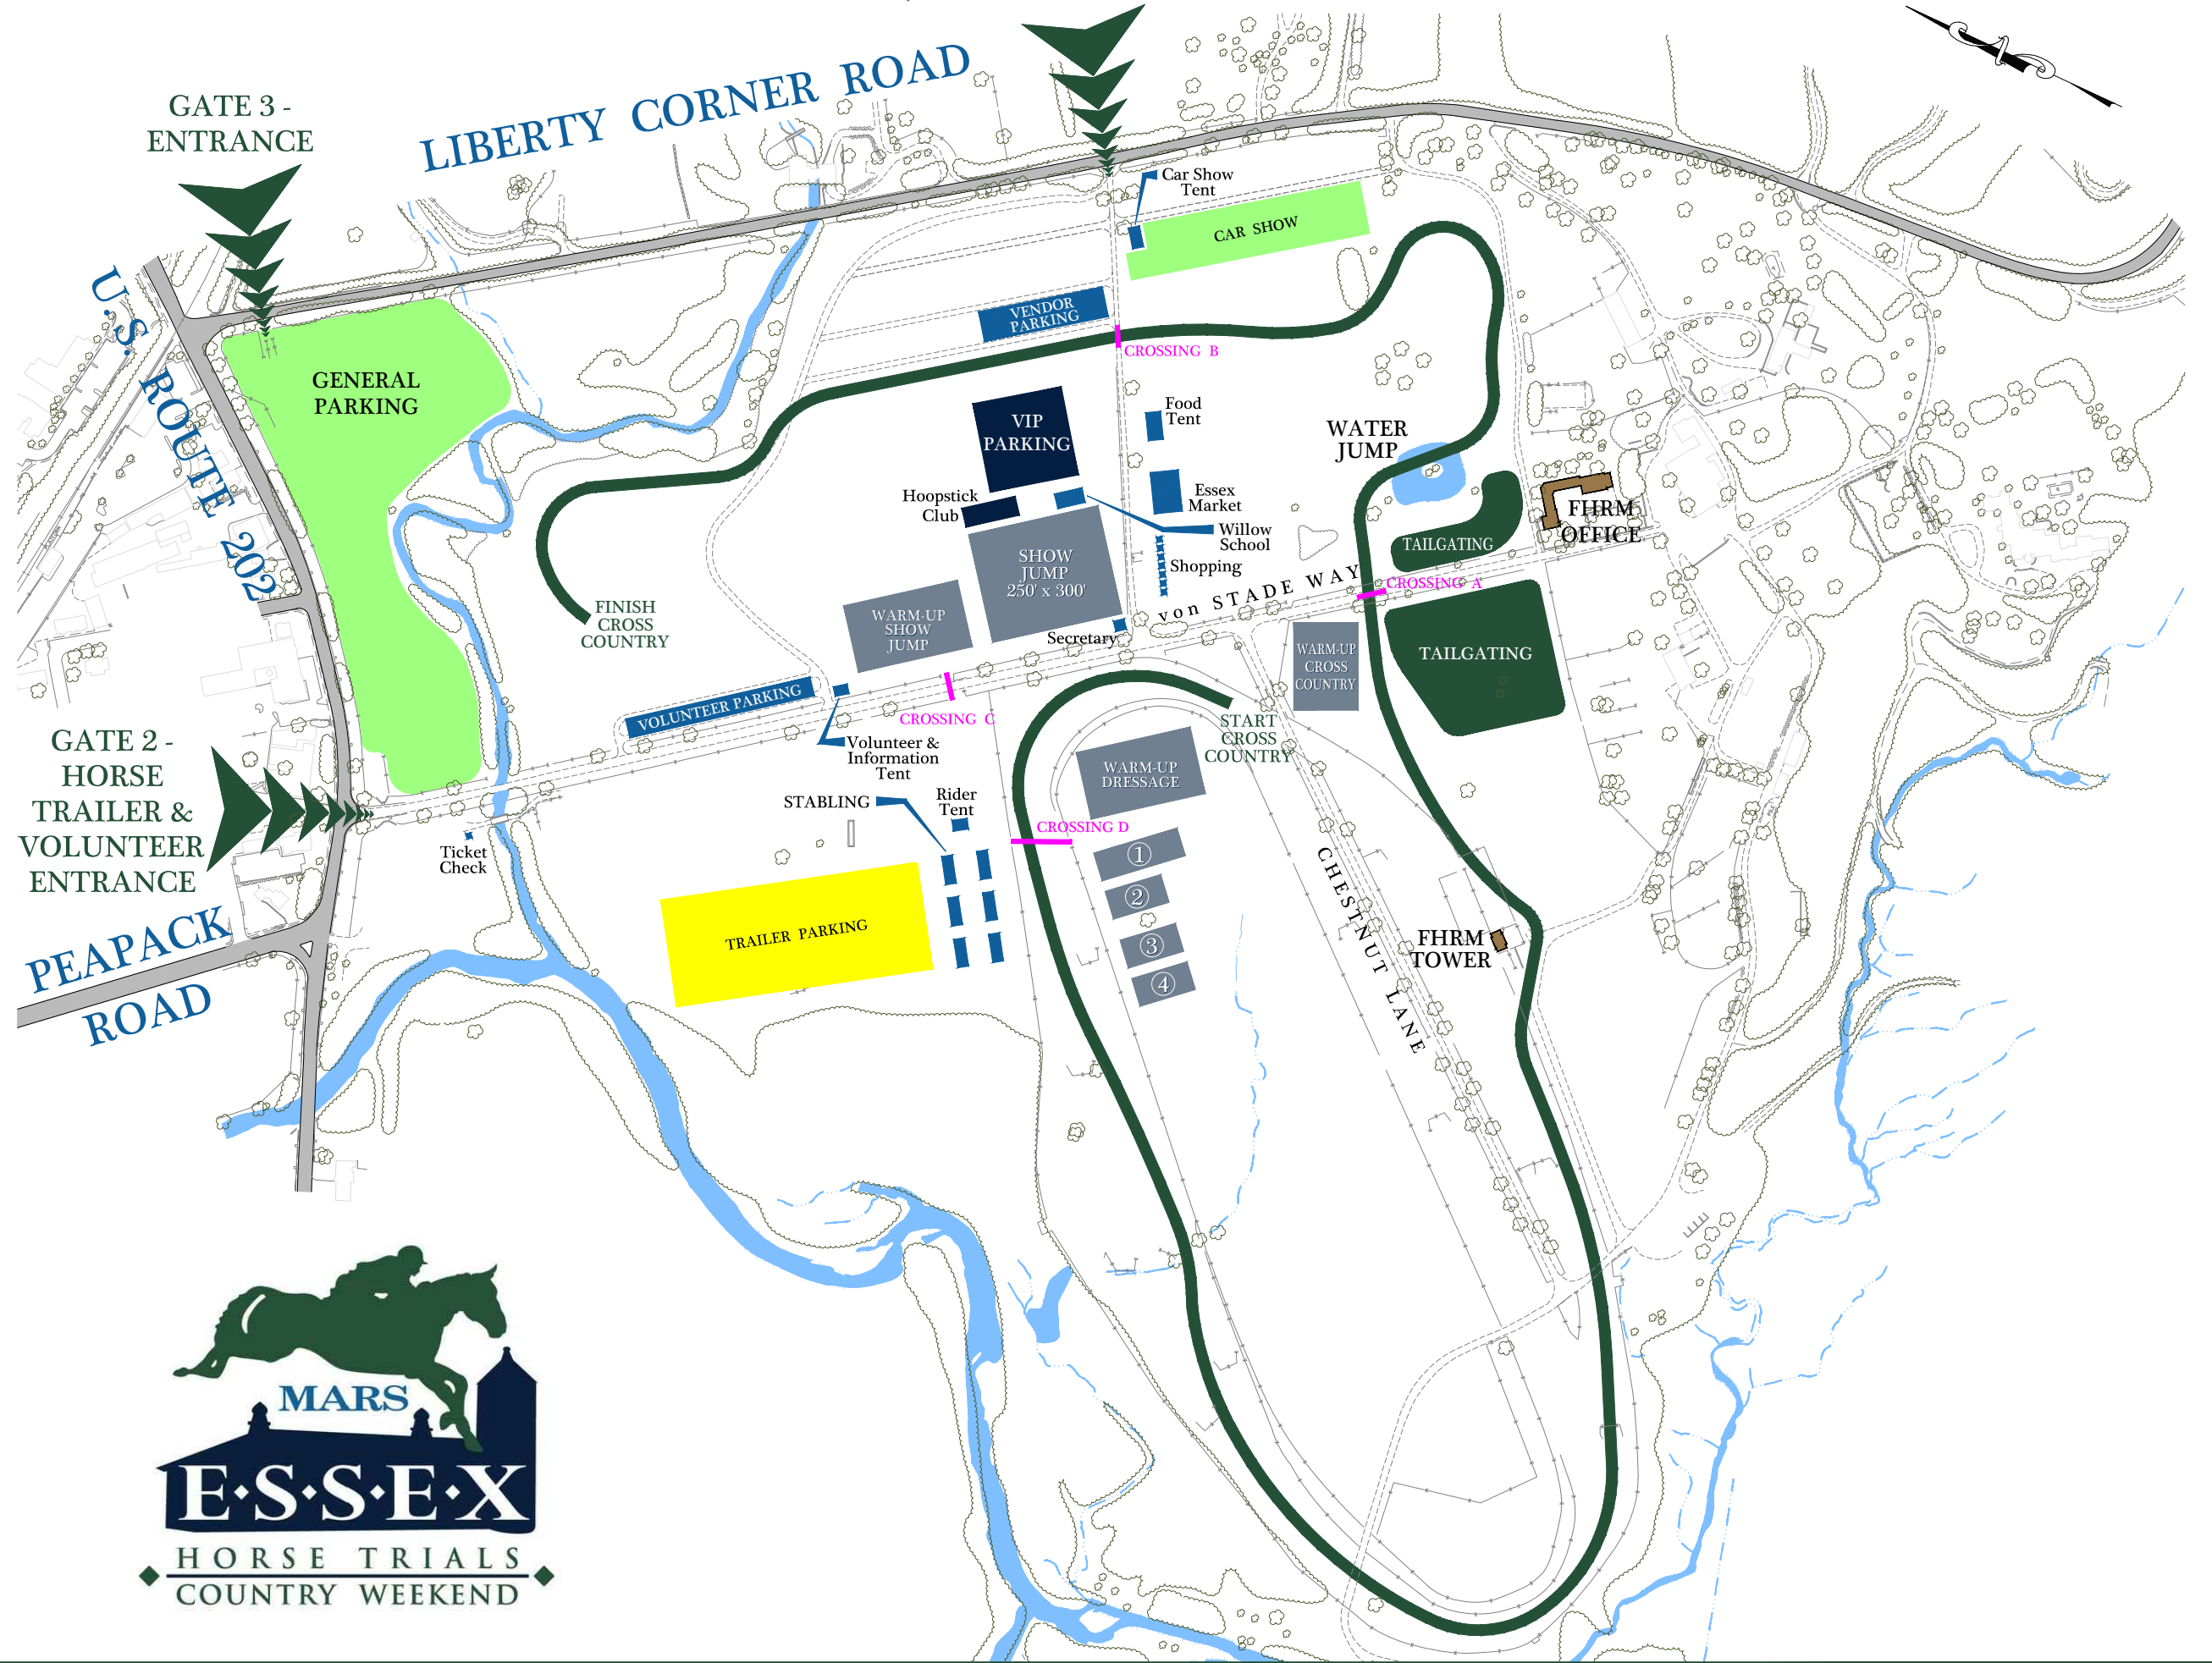 LIBERTY CORNER ROAD
GATE 3 -
ENTRANCE
U.S. ROUTE 202
Car Show
Tent
CAR SHOW
VENDOR
PARKING
CROSSING B
GENERAL
PARKING
VIP
PARKING
Food
Tent
WATER
JUMP
Hoopstick
Club
Essex
Market
Willow
School
FHRM
OFFICE
TAILGATING
SHOW
JUMP
250' x 300'
Shopping
von STADE WAY
CROSSING A
FINISH
CROSS
COUNTRY
WARM-UP
SHOW
JUMP
Secretary
WARM-UP
CROSS
COUNTRY
TAILGATING
VOLUNTEER PARKING
CROSSING C
START
CROSS
COUNTRY
GATE 2 -
HORSE
TRAILER &
VOLUNTEER
ENTRANCE
Volunteer &
Information
Tent
WARM-UP
DRESSAGE
STABLING
Rider
Tent
CROSSING D
Ticket
Check
①
②
③
④
TRAILER PARKING
CHESTNUT LANE
FHRM
TOWER
PEAPACK
ROAD
MARS
E·S·S·E·X
HORSE TRIALS
COUNTRY WEEKEND